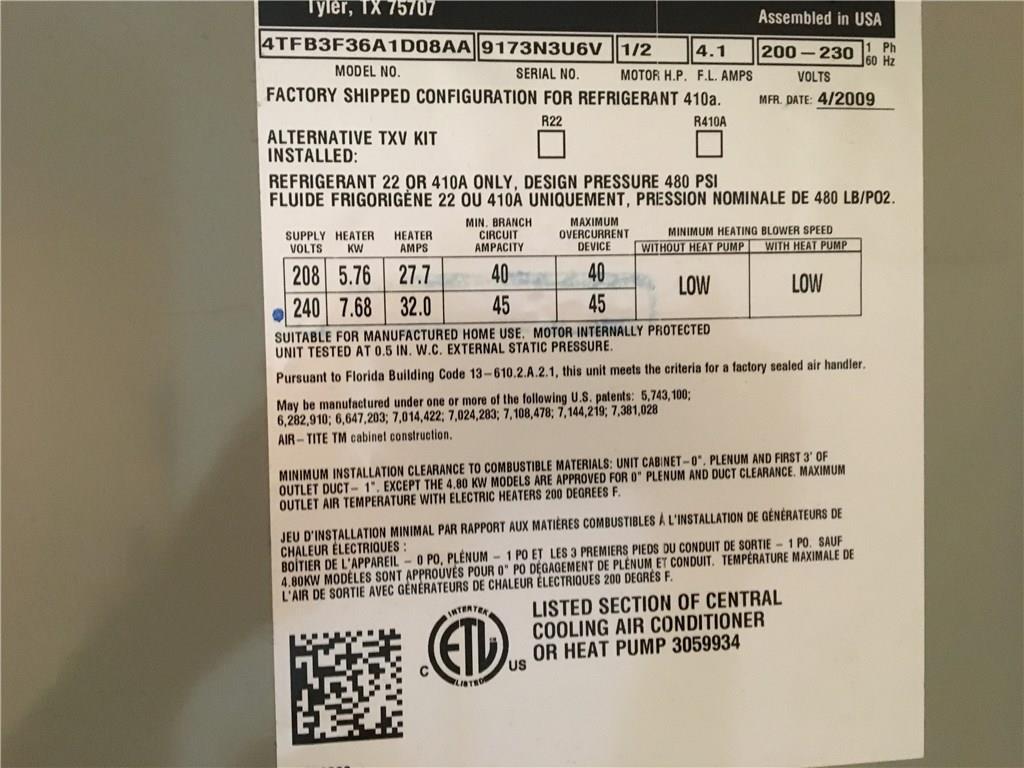 Tyler, TX 75707
Assembled in USA
4TFB3F36A1D08AA 9173N3U6V 1/2 4.1 200-230 1 Ph 60 Hz
MODEL NO. SERIAL NO. MOTOR H.P. F.L. AMPS VOLTS
FACTORY SHIPPED CONFIGURATION FOR REFRIGERANT 410a. MFR. DATE: 4/2009
R22 R410A
ALTERNATIVE TXV KIT
INSTALLED:
REFRIGERANT 22 OR 410A ONLY, DESIGN PRESSURE 480 PSI
FLUIDE FRIGORIGÈNE 22 OU 410A UNIQUEMENT, PRESSION NOMINALE DE 480 LB/PO2.
SUPPLY VOLTS HEATER KW HEATER AMPS MIN. BRANCH CIRCUIT AMPACITY MAXIMUM OVERCURRENT DEVICE MINIMUM HEATING BLOWER SPEED
WITHOUT HEAT PUMP WITH HEAT PUMP
208 5.76 27.7 40 40 LOW LOW
240 7.68 32.0 45 45
SUITABLE FOR MANUFACTURED HOME USE. MOTOR INTERNALLY PROTECTED
UNIT TESTED AT 0.5 IN. W.C. EXTERNAL STATIC PRESSURE.
Pursuant to Florida Building Code 13-610.2.A.2.1, this unit meets the criteria for a factory sealed air handler.
May be manufactured under one or more of the following U.S. patents: 5,743,100;
6,282,910; 6,647,203; 7,014,422; 7,024,283; 7,108,478; 7,144,219; 7,381,028
AIR-TITE TM cabinet construction.
MINIMUM INSTALLATION CLEARANCE TO COMBUSTIBLE MATERIALS: UNIT CABINET-0", PLENUM AND FIRST 3' OF
OUTLET DUCT- 1", EXCEPT THE 4.80 KW MODELS ARE APPROVED FOR 0" PLENUM AND DUCT CLEARANCE. MAXIMUM
OUTLET AIR TEMPERATURE WITH ELECTRIC HEATERS 200 DEGREES F.
JEU D'INSTALLATION MINIMAL PAR RAPPORT AUX MATIÈRES COMBUSTIBLES À L'INSTALLATION DE GÉNÉRATEURS DE
CHALEUR ÉLECTRIQUES :
BOÎTIER DE L'APPAREIL - 0 PO, PLÉNUM - 1 PO ET LES 3 PREMIERS PIEDS DU CONDUIT DE SORTIE - 1 PO. SAUF
4.80KW MODÈLES SONT APPROUVÉS POUR 0" PO DÉGAGEMENT DE PLÉNUM ET CONDUIT. TEMPÉRATURE MAXIMALE DE
L'AIR DE SORTIE AVEC GÉNÉRATEURS DE CHALEUR ÉLECTRIQUES 200 DEGRÉS F.
INTERTEK
ETL
LISTED
C US
LISTED SECTION OF CENTRAL
COOLING AIR CONDITIONER
OR HEAT PUMP 3059934